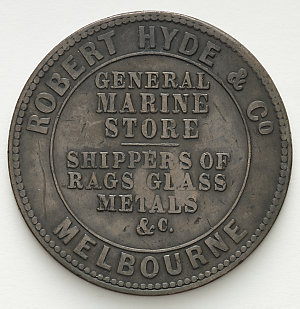 ROBERT HYDE & Co
GENERAL
MARINE
STORE
SHIPPERS OF
RAGS GLASS
METALS
&C.
MELBOURNE